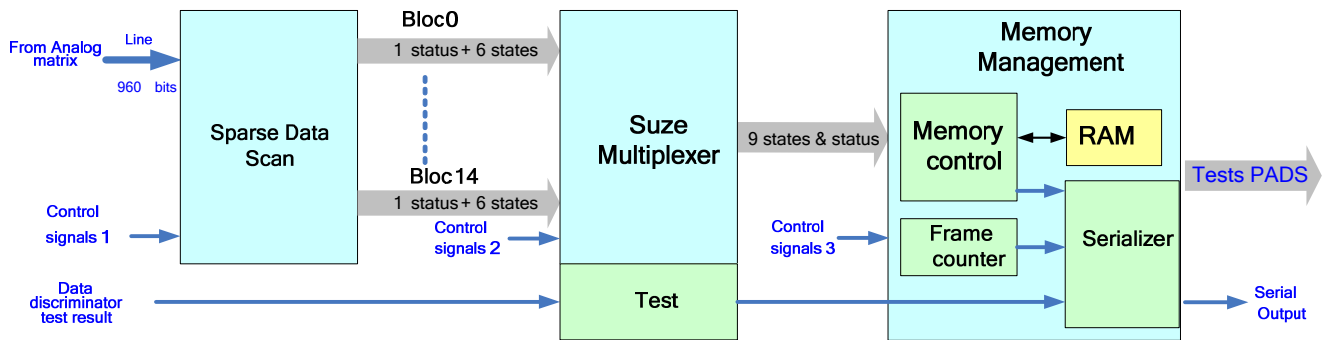 From Analog
matrix
Line
960 bits
Sparse Data
Scan
Control
signals 1
Data
discriminator
test result
Bloc0
1 status + 6 states
Bloc14
1 status + 6 states
Control
signals 2
Suze
Multiplexer
Test
9 states & status
Control
signals 3
Memory
Management
Memory
control
RAM
Frame
counter
Serializer
Tests PADS
Serial
Output